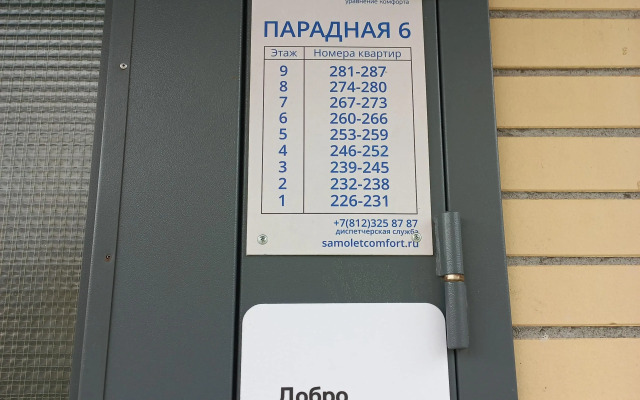 уравнение комфорта
ПАРАДНАЯ 6
Этаж Номера квартир
9 281-287
8 274-280
7 267-273
6 260-266
5 253-259
4 246-252
3 239-245
2 232-238
1 226-231
+7(812)325 87 87
диспетчерская служба
samoletcomfort.ru
Добро